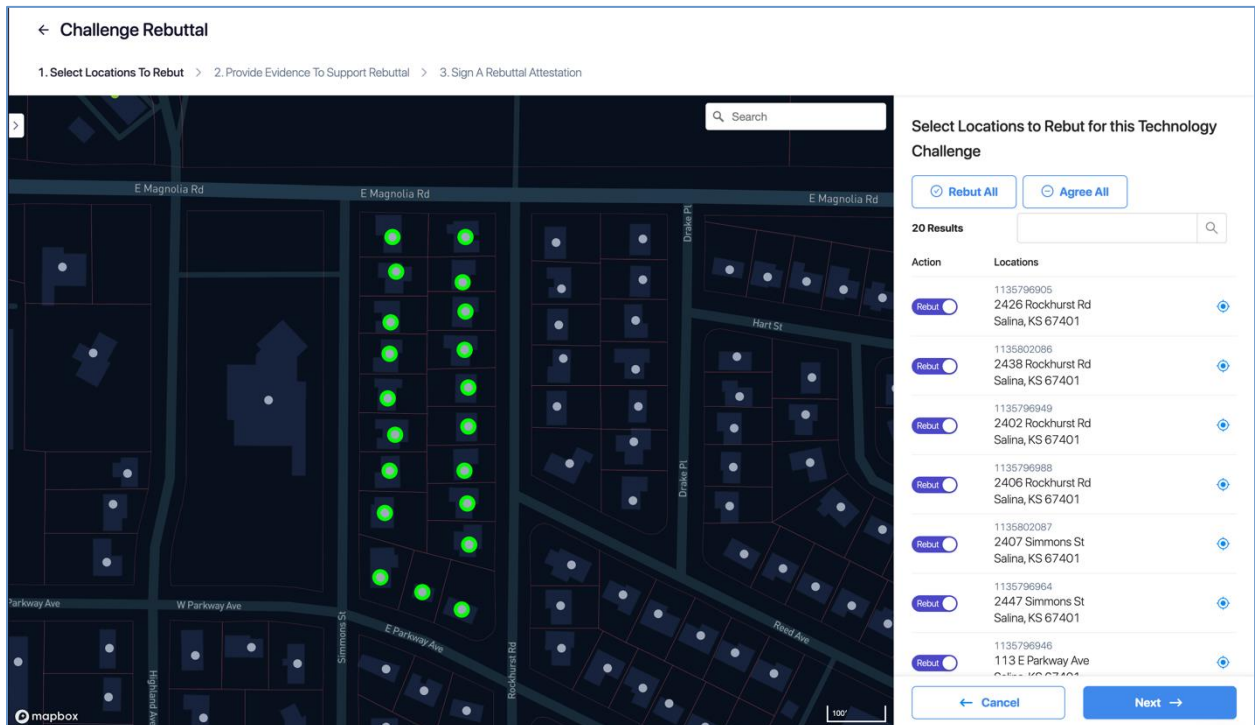 ← Challenge Rebuttal
1. Select Locations To Rebut > 2. Provide Evidence To Support Rebuttal > 3. Sign A Rebuttal Attestation
Search
E Magnolia Rd
E Magnolia Rd
E Magnolia Rd
Drake Pl
Hart St
Drake Pl
Parkway Ave
W Parkway Ave
Simmons St
E Parkway Ave
Reed Ave
Highland Ave
Rockhurst Rd
mapbox
100'
Select Locations to Rebut for this Technology
Challenge
Rebut All
Agree All
20 Results
Action Locations
1135796905
Rebut 2426 Rockhurst Rd
Salina, KS 67401
1135802086
Rebut 2438 Rockhurst Rd
Salina, KS 67401
1135796949
Rebut 2402 Rockhurst Rd
Salina, KS 67401
1135796988
Rebut 2406 Rockhurst Rd
Salina, KS 67401
1135802087
Rebut 2407 Simmons St
Salina, KS 67401
1135796964
Rebut 2447 Simmons St
Salina, KS 67401
1135796946
Rebut 113 E Parkway Ave
Salina, KS 67401
← Cancel
Next →